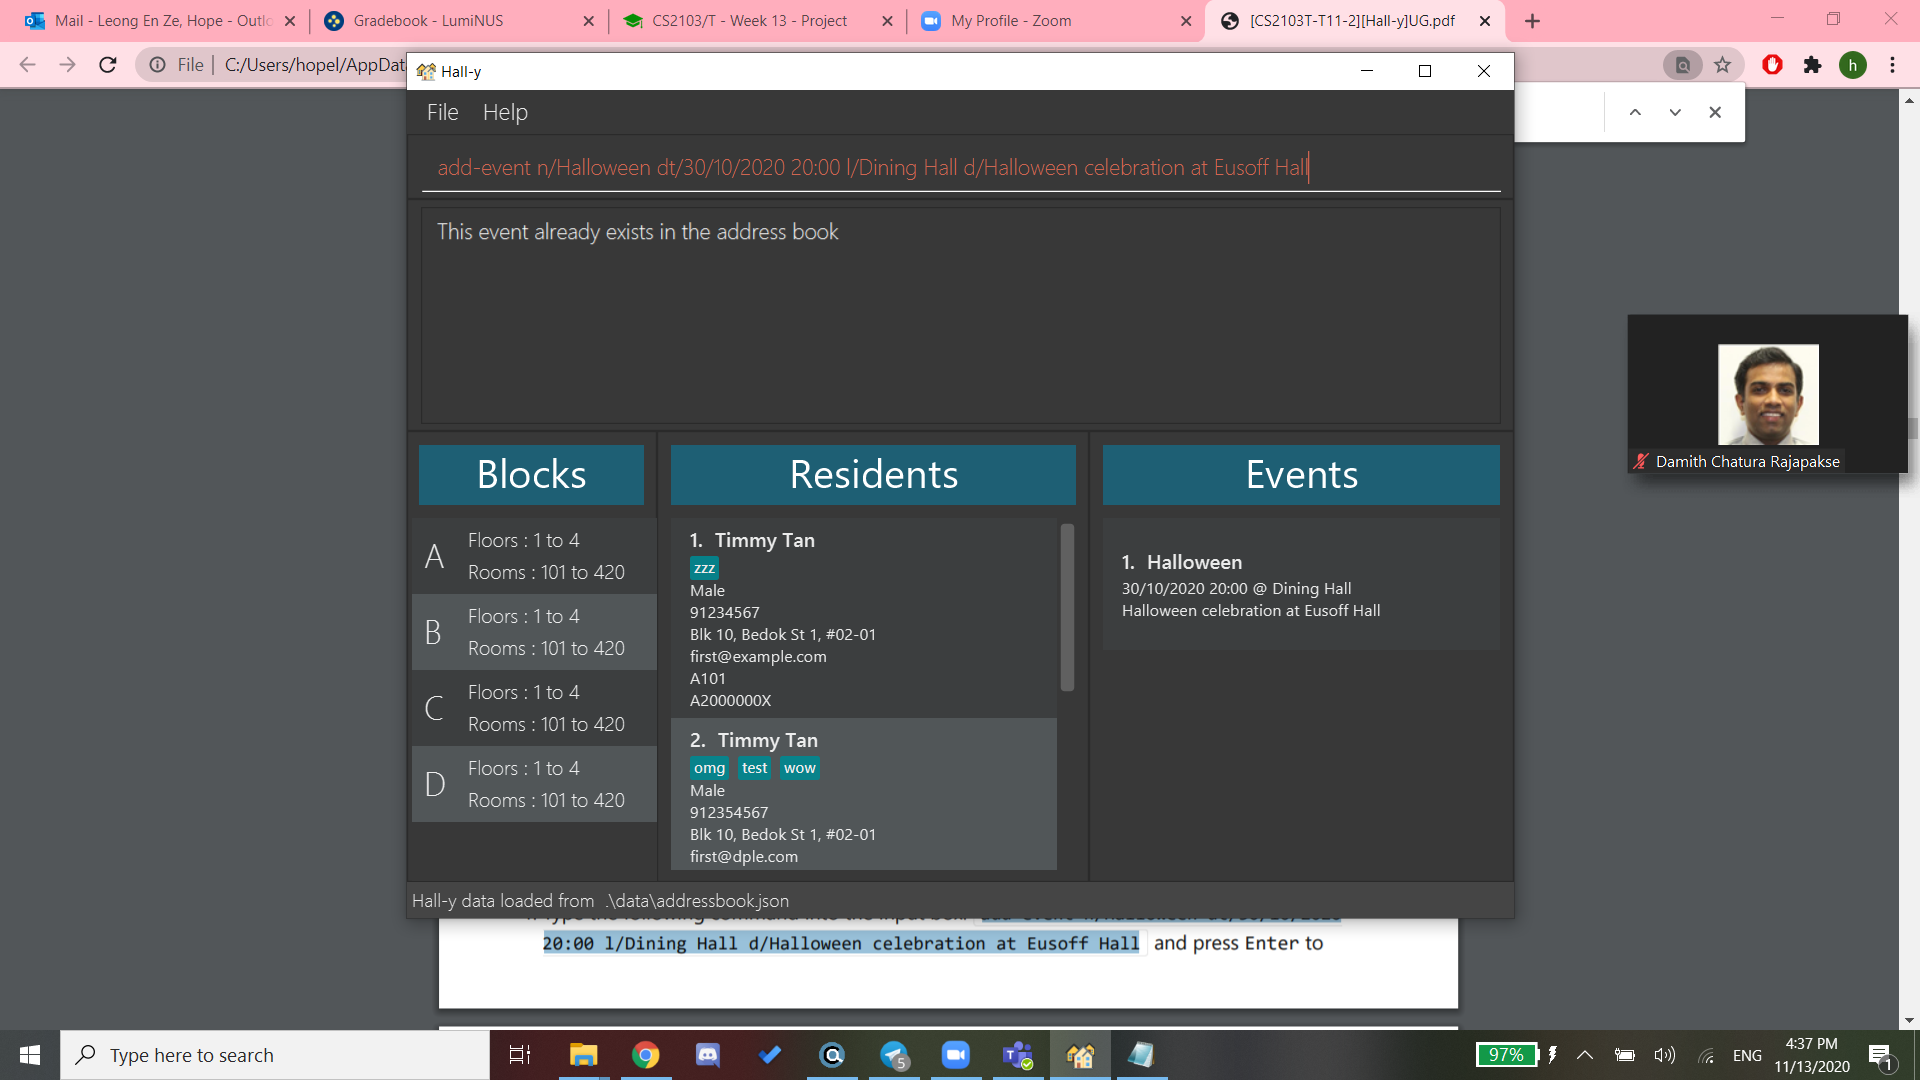 Mail - Leong En Ze, Hope - Outlo
Gradebook - LumiNUS
CS2103/T - Week 13 - Project
My Profile - Zoom
[CS2103T-T11-2][Hall-y]UG.pdf
File
C:/Users/hopel/AppDat
h
Hall-y
File Help
add-event n/Halloween dt/30/10/2020 20:00 l/Dining Hall d/Halloween celebration at Eusoff Hall
This event already exists in the address book
Damith Chatura Rajapakse
Blocks
A
Floors : 1 to 4
Rooms : 101 to 420
B
Floors : 1 to 4
Rooms : 101 to 420
C
Floors : 1 to 4
Rooms : 101 to 420
D
Floors : 1 to 4
Rooms : 101 to 420
Residents
1. Timmy Tan
zzz
Male
91234567
Blk 10, Bedok St 1, #02-01
first@example.com
A101
A2000000X
2. Timmy Tan
omg test wow
Male
912354567
Blk 10, Bedok St 1, #02-01
first@dple.com
Events
1. Halloween
30/10/2020 20:00 @ Dining Hall
Halloween celebration at Eusoff Hall
Hall-y data loaded from .\data\addressbook.json
20:00 l/Dining Hall d/Halloween celebration at Eusoff Hall and press Enter to
Type here to search
5
97%
ENG
4:37 PM
11/13/2020
1